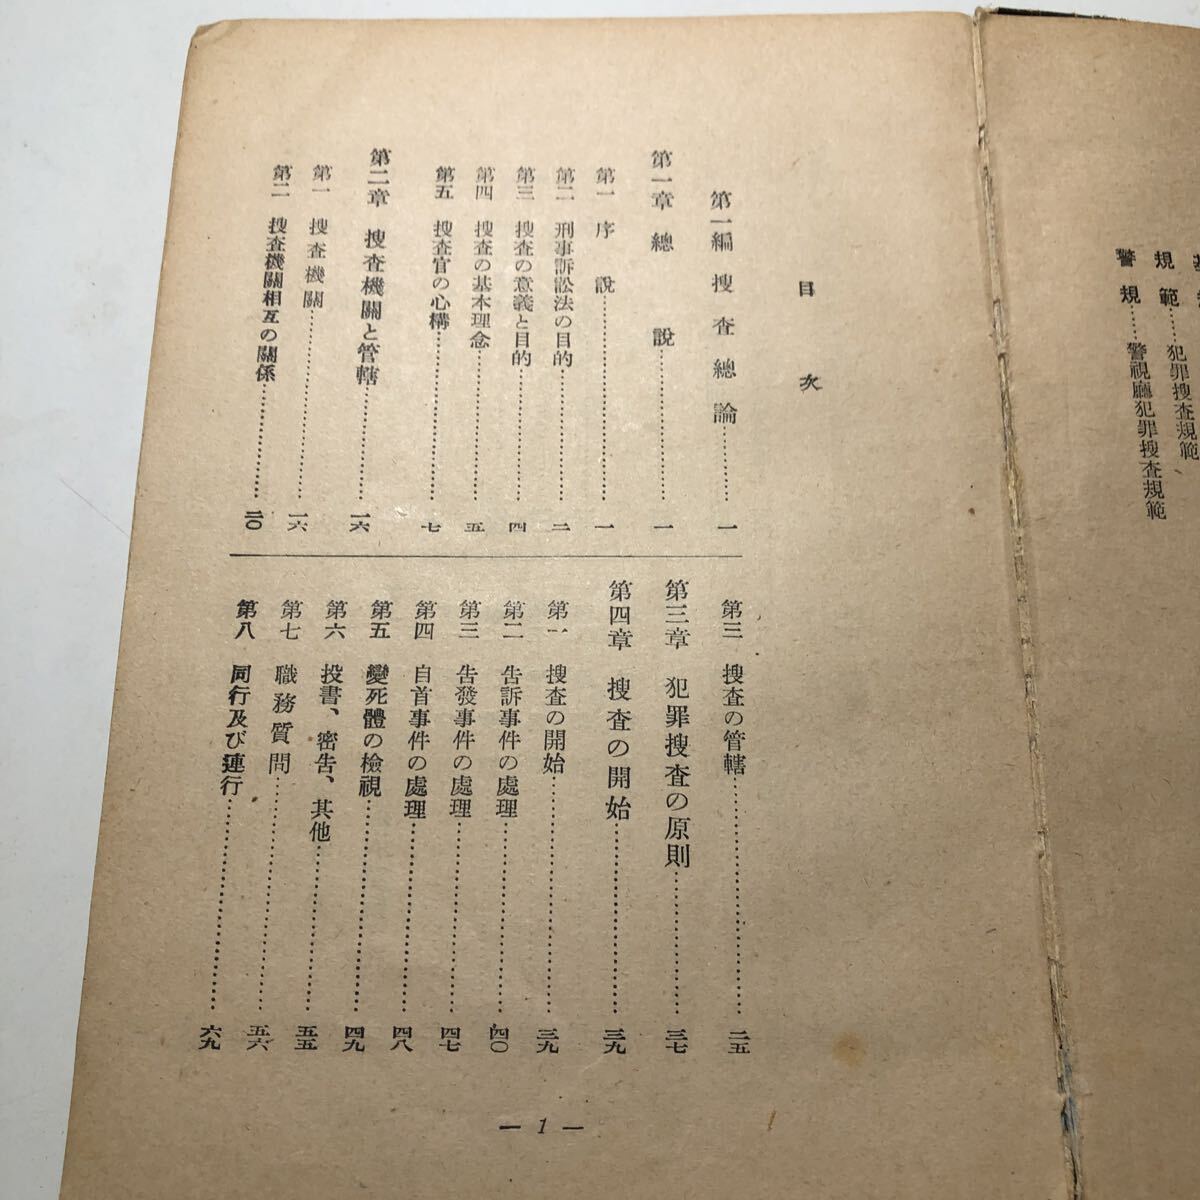 規範……犯罪捜査規範
警規……警視廳犯罪捜査規範
目次
第一編 捜査總論……一
第一章 總說……一
第一 序說……一
第二 刑事訴訟法の目的……二
第三 捜査の意義と目的……四
第四 捜査の基本理念……五
第五 捜査官の心構……七
第二章 捜査機關と管轄……一六
第一 捜査機關……一六
第二 捜査機關相互の關係……二〇
第三 捜査の管轄……二五
第三章 犯罪捜査の原則……三七
第四章 捜査の開始……三九
第一 捜査の開始……三九
第二 告訴事件の處理……四〇
第三 告發事件の處理……四七
第四 自首事件の處理……四八
第五 變死體の檢視……四九
第六 投書、密告、其他……五五
第七 職務質問……五六
第八 同行及び連行……六九
— 1 —